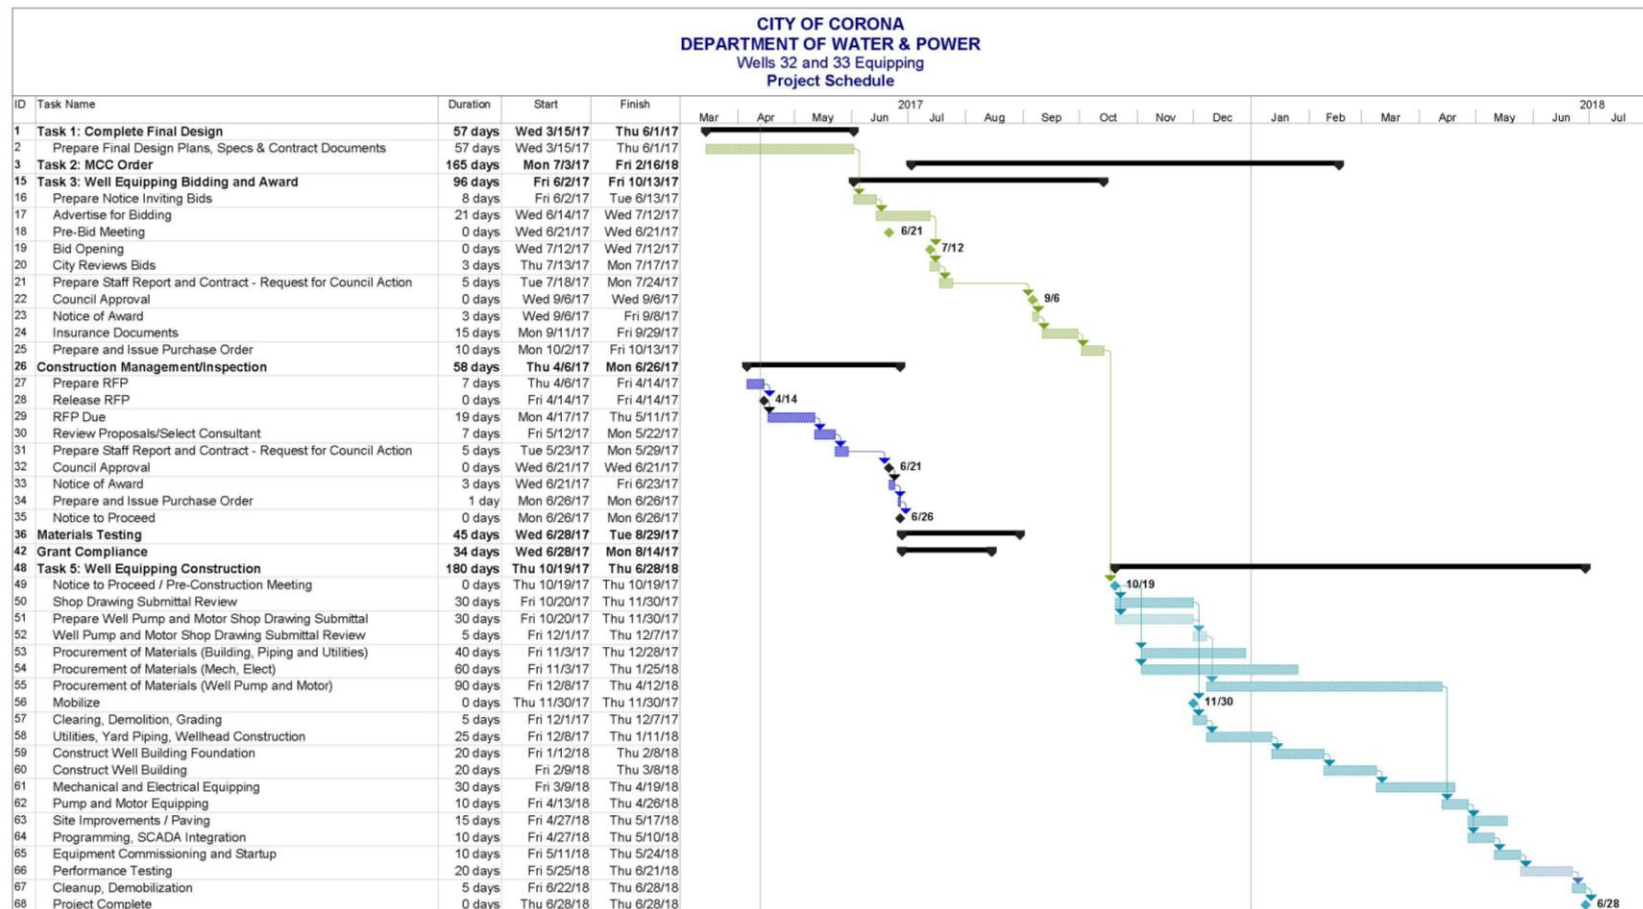 CITY OF CORONA
DEPARTMENT OF WATER & POWER
Wells 32 and 33 Equipping
Project Schedule
ID Task Name Duration Start Finish 2017 2018
Mar Apr May Jun Jul Aug Sep Oct Nov Dec Jan Feb Mar Apr May Jun Jul
1 Task 1: Complete Final Design 57 days Wed 3/15/17 Thu 6/1/17
2 Prepare Final Design Plans, Specs & Contract Documents 57 days Wed 3/15/17 Thu 6/1/17
3 Task 2: MCC Order 165 days Mon 7/3/17 Fri 2/16/18
15 Task 3: Well Equipping Bidding and Award 96 days Fri 6/2/17 Fri 10/13/17
16 Prepare Notice Inviting Bids 8 days Fri 6/2/17 Tue 6/13/17
17 Advertise for Bidding 21 days Wed 6/14/17 Wed 7/12/17
18 Pre-Bid Meeting 0 days Wed 6/21/17 Wed 6/21/17 6/21
19 Bid Opening 0 days Wed 7/12/17 Wed 7/12/17 7/12
20 City Reviews Bids 3 days Thu 7/13/17 Mon 7/17/17
21 Prepare Staff Report and Contract - Request for Council Action 5 days Tue 7/18/17 Mon 7/24/17
22 Council Approval 0 days Wed 9/6/17 Wed 9/6/17 9/6
23 Notice of Award 3 days Wed 9/6/17 Fri 9/8/17
24 Insurance Documents 15 days Mon 9/11/17 Fri 9/29/17
25 Prepare and Issue Purchase Order 10 days Mon 10/2/17 Fri 10/13/17
26 Construction Management/Inspection 58 days Thu 4/6/17 Mon 6/26/17
27 Prepare RFP 7 days Thu 4/6/17 Fri 4/14/17
28 Release RFP 0 days Fri 4/14/17 Fri 4/14/17 4/14
29 RFP Due 19 days Mon 4/17/17 Thu 5/11/17
30 Review Proposals/Select Consultant 7 days Fri 5/12/17 Mon 5/22/17
31 Prepare Staff Report and Contract - Request for Council Action 5 days Tue 5/23/17 Mon 5/29/17
32 Council Approval 0 days Wed 6/21/17 Wed 6/21/17 6/21
33 Notice of Award 3 days Wed 6/21/17 Fri 6/23/17
34 Prepare and Issue Purchase Order 1 day Mon 6/26/17 Mon 6/26/17
35 Notice to Proceed 0 days Mon 6/26/17 Mon 6/26/17 6/26
36 Materials Testing 45 days Wed 6/28/17 Tue 8/29/17
42 Grant Compliance 34 days Wed 6/28/17 Mon 8/14/17
48 Task 5: Well Equipping Construction 180 days Thu 10/19/17 Thu 6/28/18
49 Notice to Proceed / Pre-Construction Meeting 0 days Thu 10/19/17 Thu 10/19/17 10/19
50 Shop Drawing Submittal Review 30 days Fri 10/20/17 Thu 11/30/17
51 Prepare Well Pump and Motor Shop Drawing Submittal 30 days Fri 10/20/17 Thu 11/30/17
52 Well Pump and Motor Shop Drawing Submittal Review 5 days Fri 12/1/17 Thu 12/7/17
53 Procurement of Materials (Building, Piping and Utilities) 40 days Fri 11/3/17 Thu 12/28/17
54 Procurement of Materials (Mech, Elect) 60 days Fri 11/3/17 Thu 1/25/18
55 Procurement of Materials (Well Pump and Motor) 90 days Fri 12/8/17 Thu 4/12/18
56 Mobilize 0 days Thu 11/30/17 Thu 11/30/17 11/30
57 Clearing, Demolition, Grading 5 days Fri 12/1/17 Thu 12/7/17
58 Utilities, Yard Piping, Wellhead Construction 25 days Fri 12/8/17 Thu 1/11/18
59 Construct Well Building Foundation 20 days Fri 1/12/18 Thu 2/8/18
60 Construct Well Building 20 days Fri 2/9/18 Thu 3/8/18
61 Mechanical and Electrical Equipping 30 days Fri 3/9/18 Thu 4/19/18
62 Pump and Motor Equipping 10 days Fri 4/13/18 Thu 4/26/18
63 Site Improvements / Paving 15 days Fri 4/27/18 Thu 5/17/18
64 Programming, SCADA Integration 10 days Fri 4/27/18 Thu 5/10/18
65 Equipment Commissioning and Startup 10 days Fri 5/11/18 Thu 5/24/18
66 Performance Testing 20 days Fri 5/25/18 Thu 6/21/18
67 Cleanup, Demobilization 5 days Fri 6/22/18 Thu 6/28/18
68 Project Complete 0 days Thu 6/28/18 Thu 6/28/18 6/28